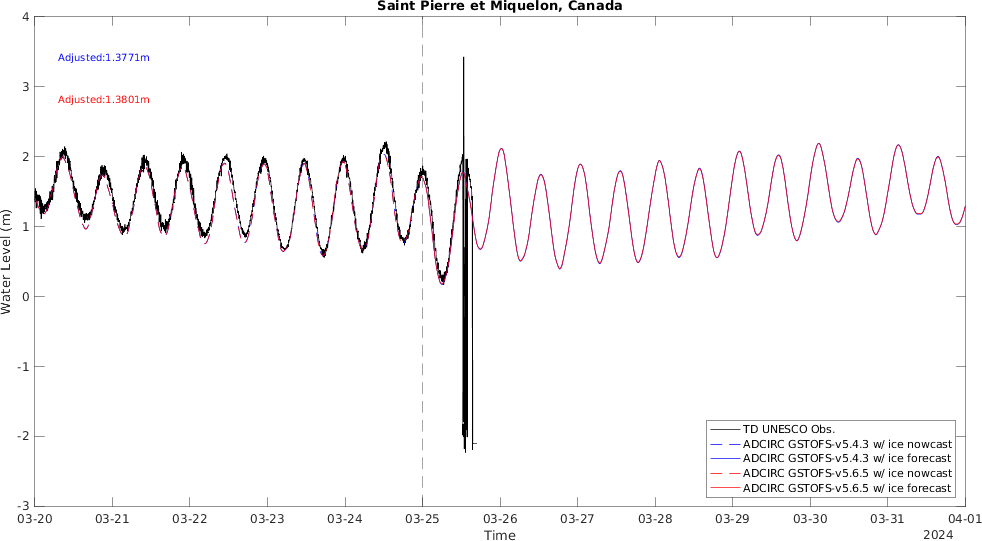 Saint Pierre et Miquelon, Canada
4
3
2
1
0
-1
-2
-3
Water Level (m)
Adjusted:1.3771m
Adjusted:1.3801m
TD UNESCO Obs.
ADCIRC GSTOFS-v5.4.3 w/ ice nowcast
ADCIRC GSTOFS-v5.4.3 w/ ice forecast
ADCIRC GSTOFS-v5.6.5 w/ ice nowcast
ADCIRC GSTOFS-v5.6.5 w/ ice forecast
03-20 03-21 03-22 03-23 03-24 03-25 03-26 03-27 03-28 03-29 03-30 03-31 04-01
Time
2024